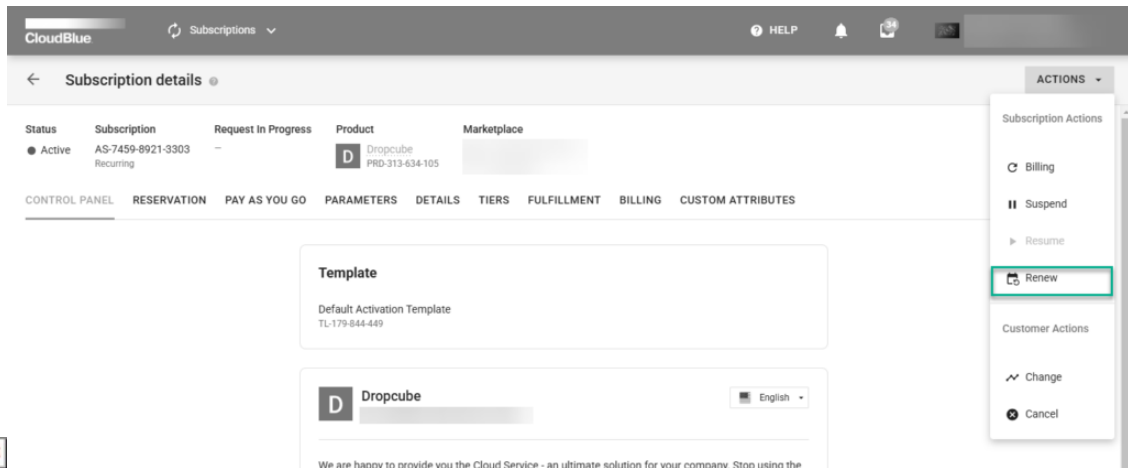 CloudBlue
Subscriptions
HELP
34
Subscription details
ACTIONS
Status
Subscription
Request In Progress
Product
Marketplace
Active
AS-7459-8921-3303
Recurring
–
D
Dropcube
PRD-313-634-105
CONTROL PANEL
RESERVATION
PAY AS YOU GO
PARAMETERS
DETAILS
TIERS
FULFILLMENT
BILLING
CUSTOM ATTRIBUTES
Template
Default Activation Template
TL-179-844-449
D
Dropcube
English
We are happy to provide you the Cloud Service - an ultimate solution for your company. Stop using the
Subscription Actions
Billing
Suspend
Resume
Renew
Customer Actions
Change
Cancel